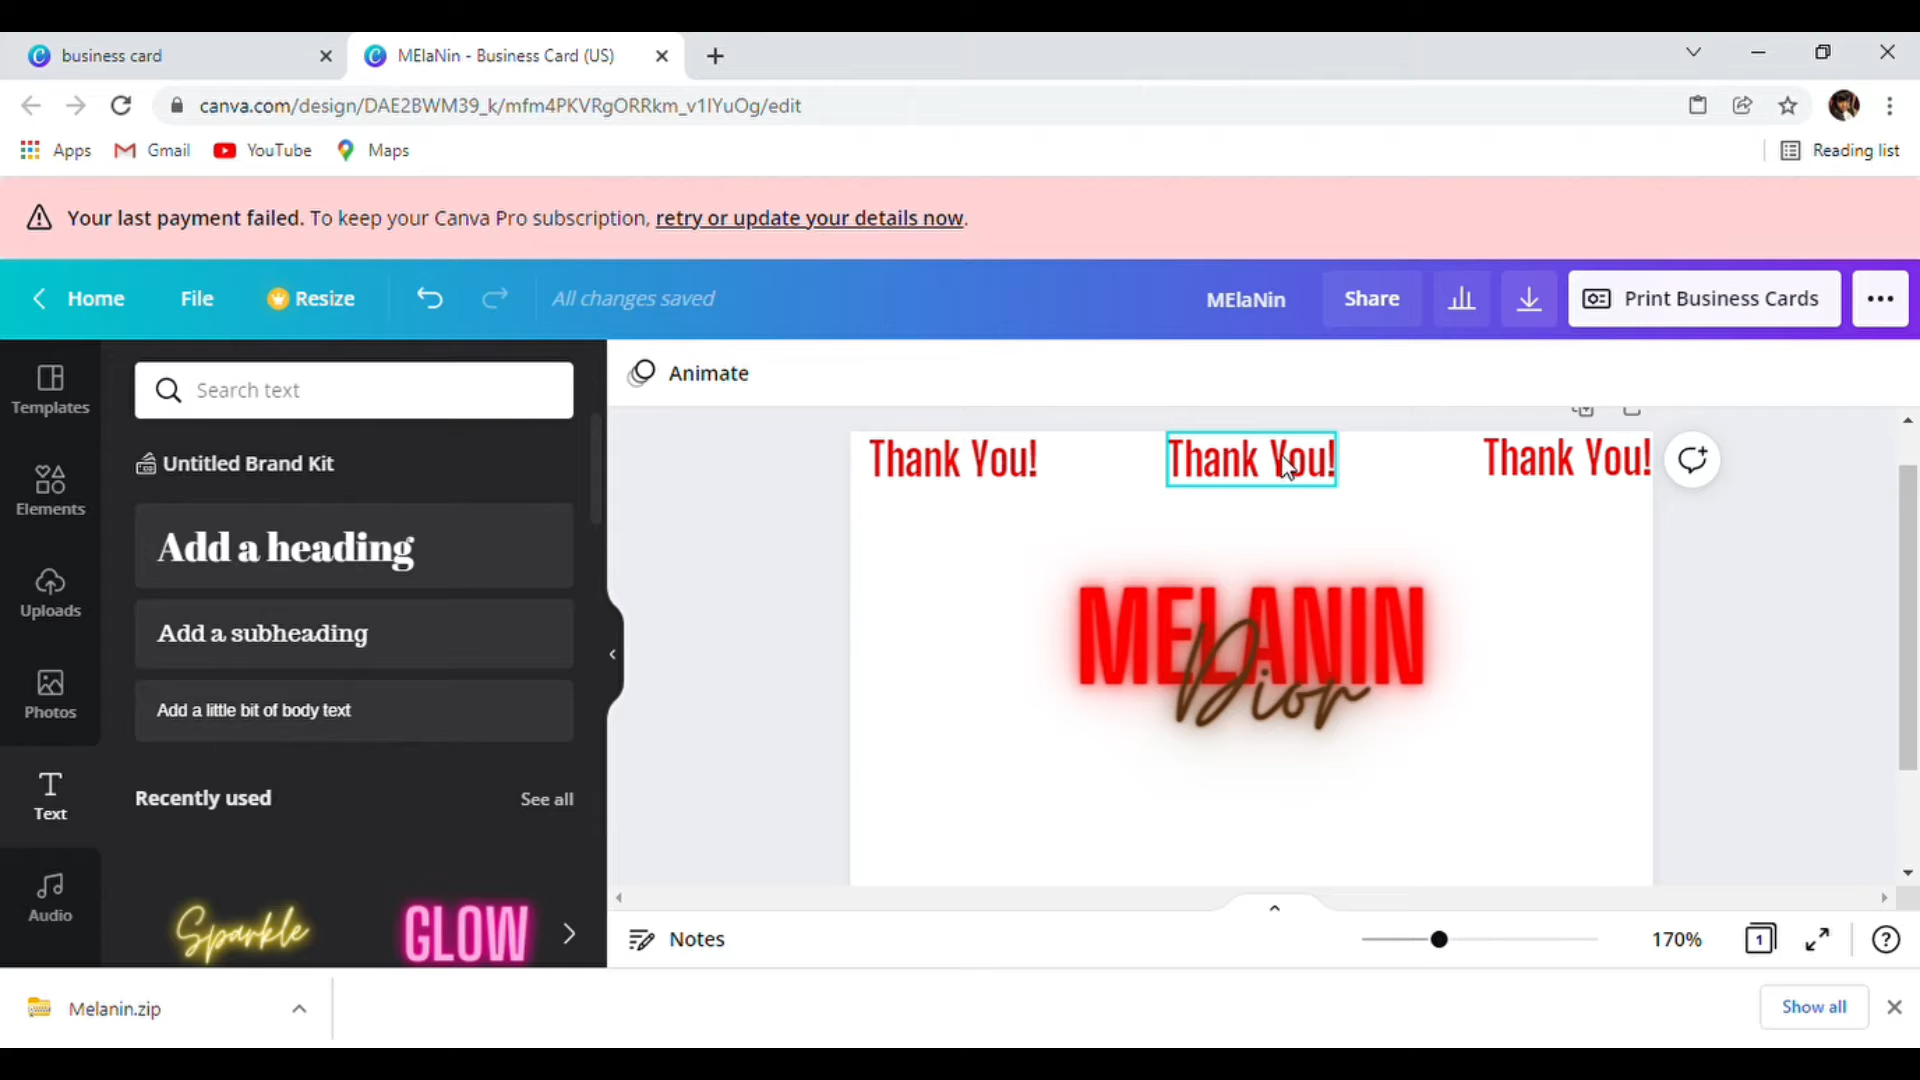 business card
MElaNin - Business Card (US)
canva.com/design/DAE2BWM39_k/mfm4PKVRgORRkm_v1IYuOg/edit
Apps
Gmail
YouTube
Maps
Reading list
Your last payment failed. To keep your Canva Pro subscription, retry or update your details now.
Home
File
Resize
All changes saved
MElaNin
Share
Print Business Cards
Templates
Elements
Uploads
Photos
Text
Audio
Search text
Untitled Brand Kit
Add a heading
Add a subheading
Add a little bit of body text
Recently used
See all
Sparkle
GLOW
Animate
Thank You!
Thank You!
Thank You!
MELANIN
Dior
Notes
170%
1
Melanin.zip
Show all